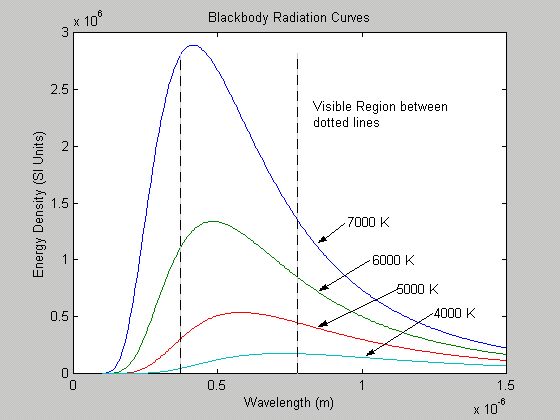 Blackbody Radiation Curves
x 10^6
3
2.5
2
1.5
1
0.5
0
Energy Density (SI Units)
Visible Region between
dotted lines
7000 K
6000 K
5000 K
4000 K
0
0.5
1
1.5
Wavelength (m)
x 10^-6